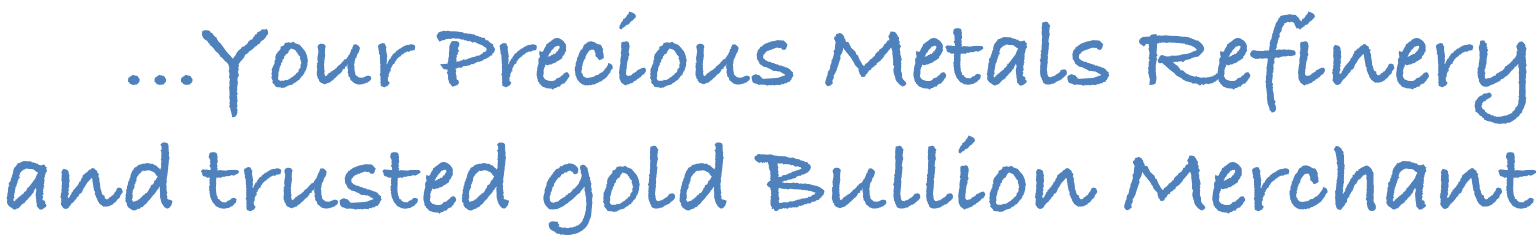 ...Your Precious Metals Refinery
and trusted gold Bullion Merchant